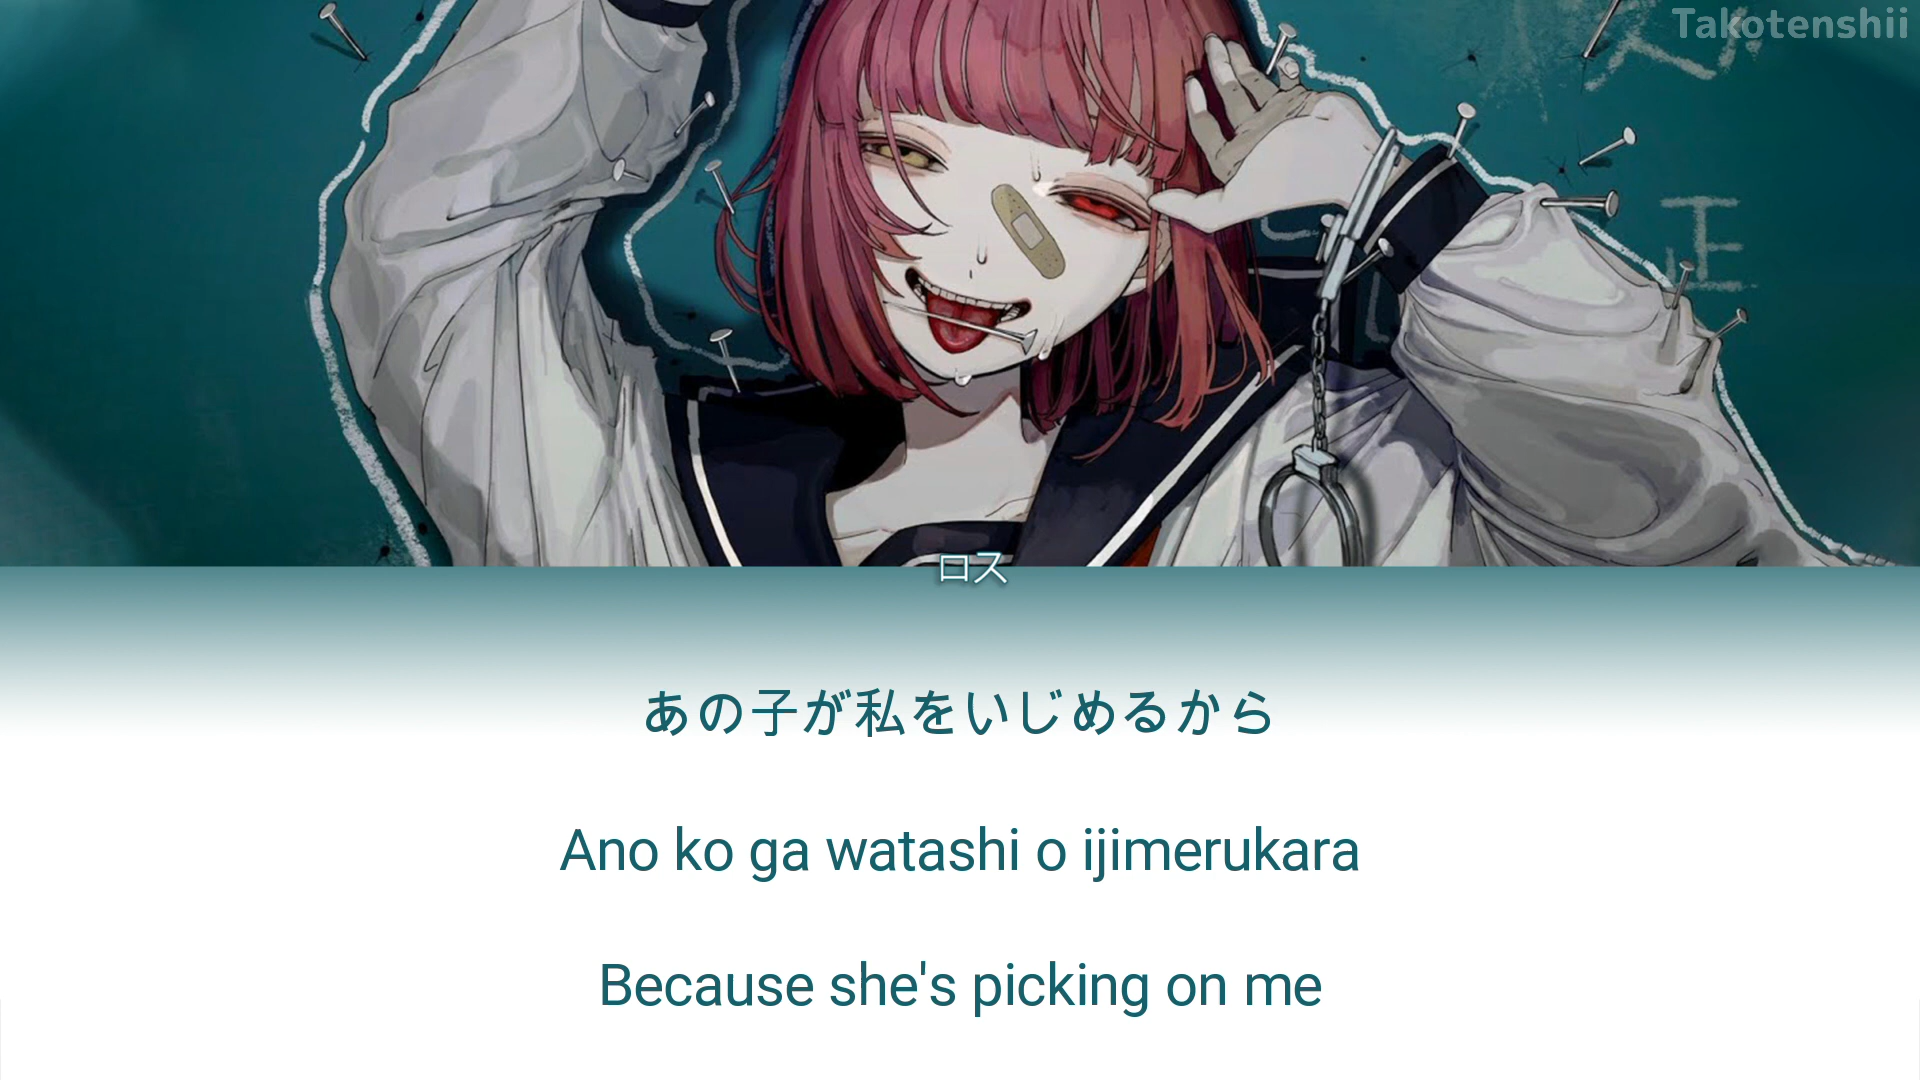 Takotenshii
正
ロス
あの子が私をいじめるから
Ano ko ga watashi o ijimerukara
Because she's picking on me